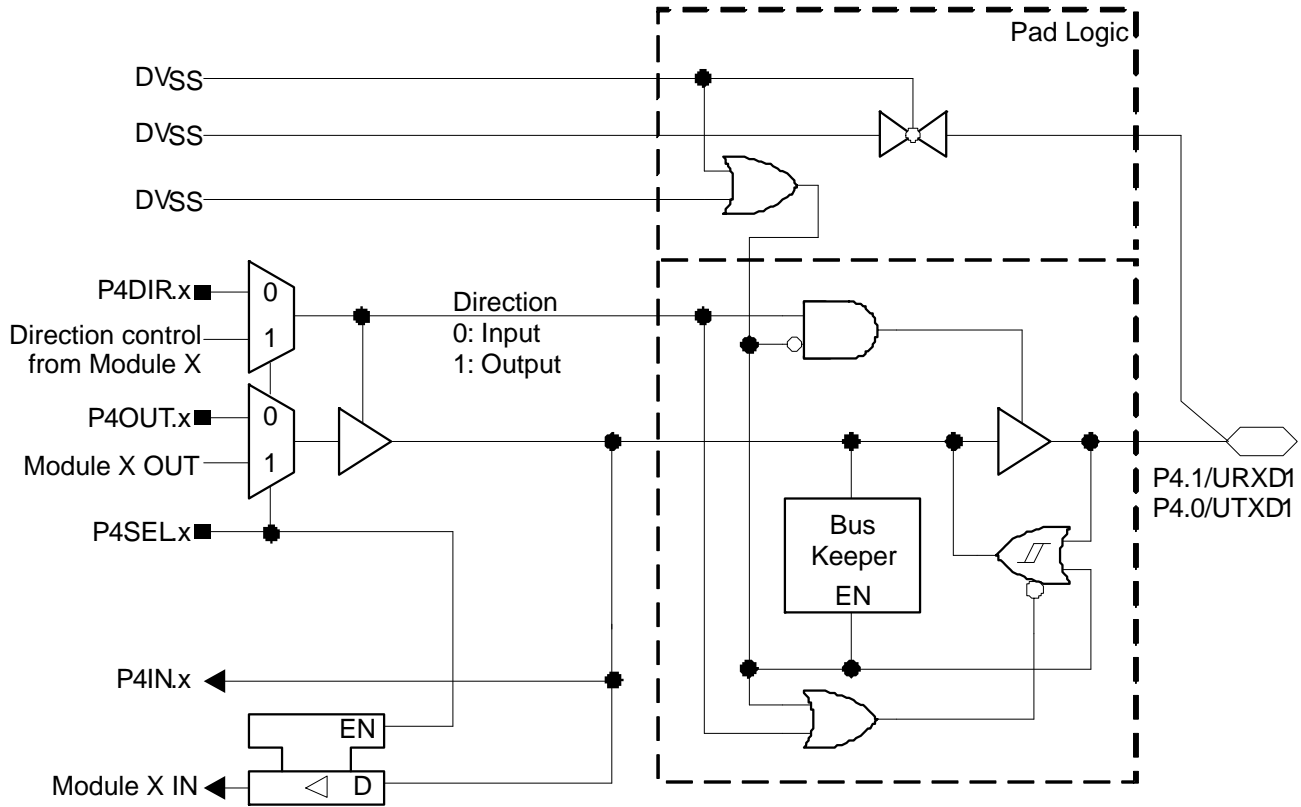 Pad Logic
DVSS
DVSS
DVSS
P4DIR.x
0
1
Direction control
from Module X
Direction
0: Input
1: Output
P4OUT.x
0
1
Module X OUT
P4SEL.x
P4.1/URXD1
P4.0/UTXD1
Bus
Keeper
EN
P4IN.x
EN
D
Module X IN